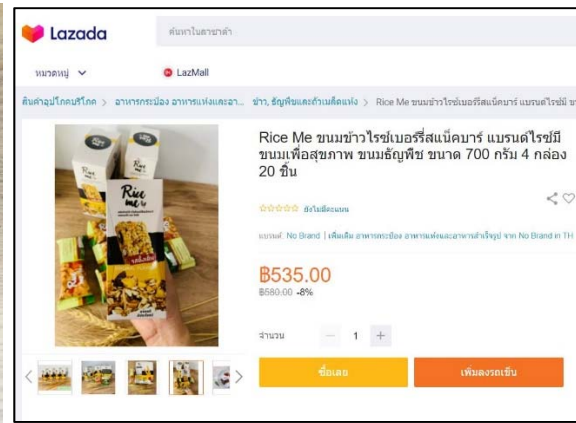 Lazada
ค้นหาในลาซาด้า
หมวดหมู่
LazMall
สินค้าอุปโภคบริโภค > อาหารกระป๋อง อาหารแห้งและอา... > ข้าว, ธัญพืชและถั่วเมล็ดแห้ง > Rice Me ขนมข้าวไรซ์เบอร์รี่สแน็คบาร์ แบรนด์ไรซ์มี
Rice Me ขนมข้าวไรซ์เบอร์รี่สแน็คบาร์ แบรนด์ไรซ์มี
ขนมเพื่อสุขภาพ ขนมธัญพืช ขนาด 700 กรัม 4 กล่อง
20 ชิ้น
ยังไม่มีคะแนน
แบรนด์: No Brand | เพิ่มเติม อาหารกระป๋อง อาหารแห้งและอาหารสำเร็จรูป จาก No Brand in TH
Rice
me
฿535.00
฿580.00 -8%
จำนวน
1
ซื้อเลย
เพิ่มลงรถเข็น